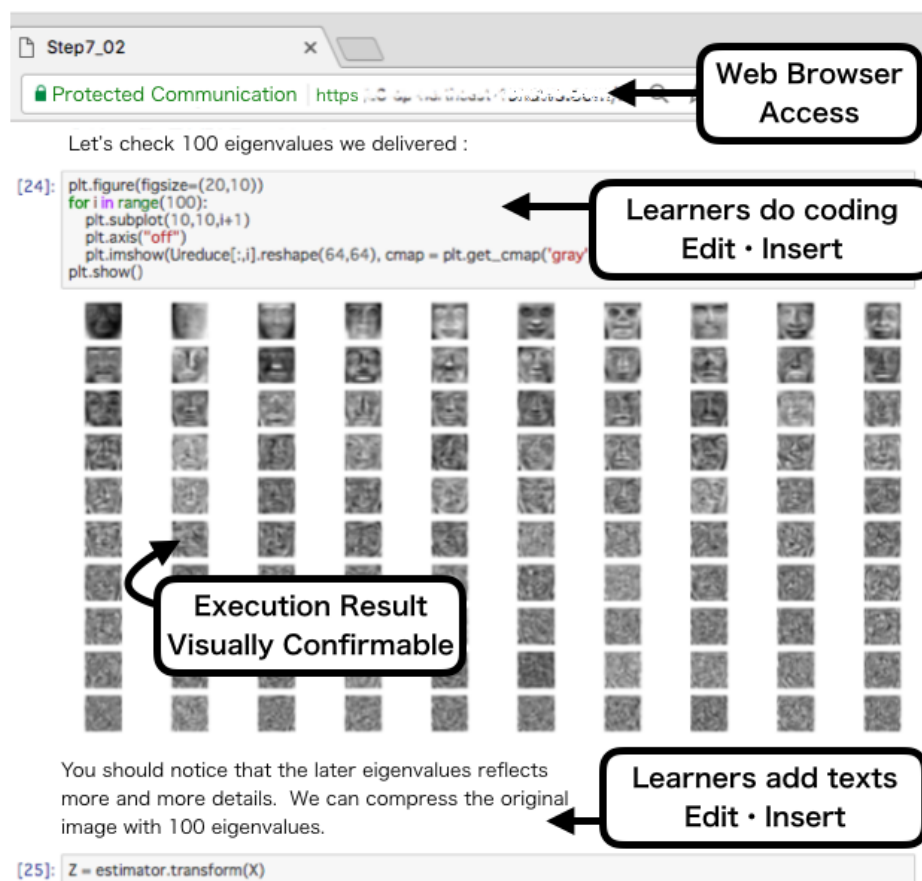 Step7_02
Web Browser
Access
Protected Communication https
Let's check 100 eigenvalues we delivered :
[24]: plt.figure(figsize=(20,10))
for i in range(100):
plt.subplot(10,10,i+1)
plt.axis("off")
plt.imshow(Ureduce[:,i].reshape(64,64), cmap = plt.get_cmap('gray'
plt.show()
Learners do coding
Edit・Insert
Execution Result
Visually Confirmable
You should notice that the later eigenvalues reflects
more and more details. We can compress the original
image with 100 eigenvalues.
Learners add texts
Edit・Insert
[25]: Z = estimator.transform(X)